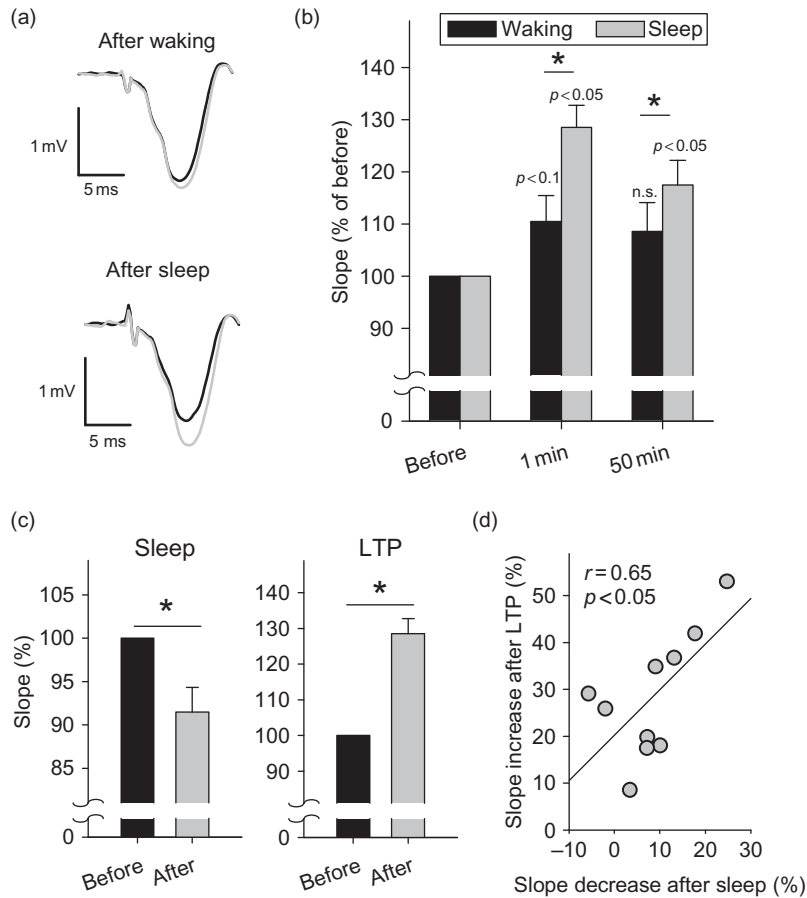 (a)
After waking
1 mV
5 ms
After sleep
1 mV
5 ms
(b)
Waking
Sleep
Slope (% of before)
140
130
120
110
100
90
0
*
p<0.05
p<0.1
*
p<0.05
n.s.
Before
1 min
50 min
(c)
Sleep
Slope (%)
105
100
95
90
85
0
*
Before
After
LTP
140
130
120
110
100
90
0
*
Before
After
(d)
Slope increase after LTP (%)
r=0.65
p<0.05
50
40
30
20
10
0
–10
0
10
20
30
Slope decrease after sleep (%)